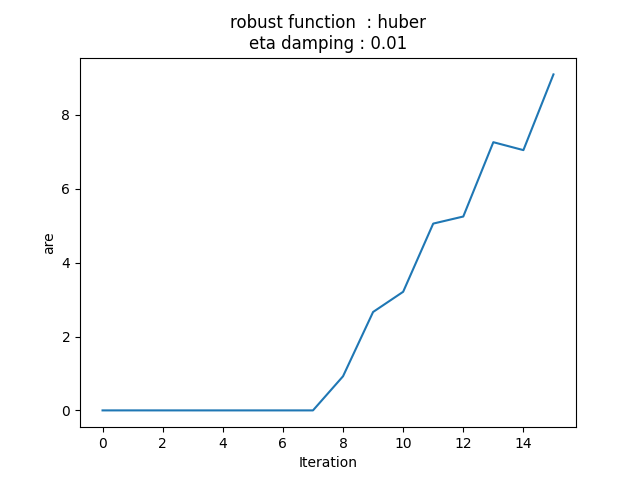 robust function  : huber
eta damping : 0.01
8
6
4
2
0
are
0 2 4 6 8 10 12 14
Iteration